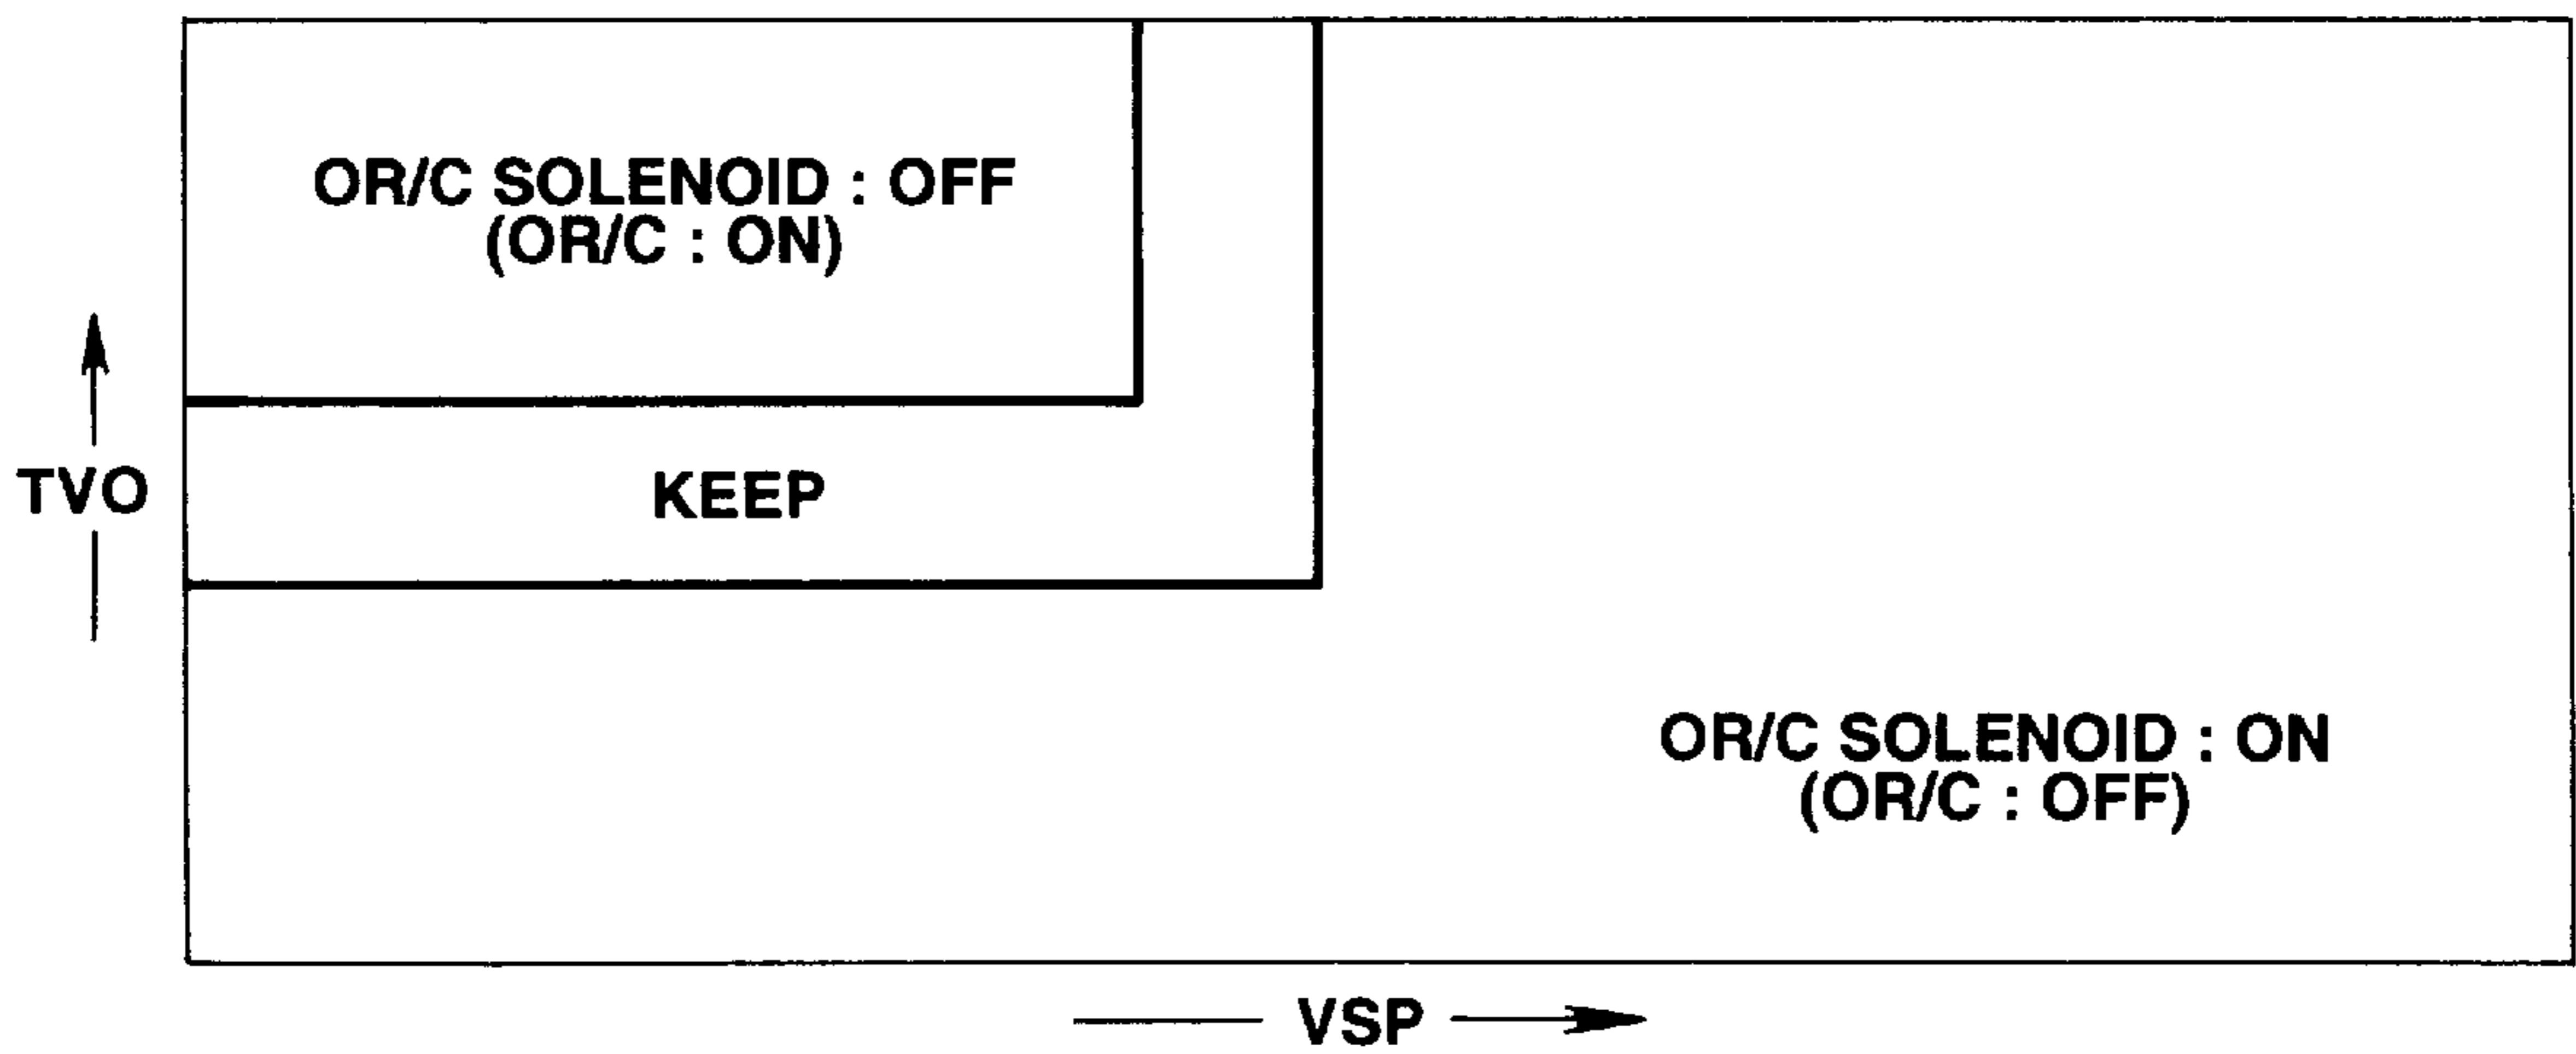 OR/C SOLENOID : OFF
(OR/C : ON)
TVO
KEEP
OR/C SOLENOID : ON
(OR/C : OFF)
VSP